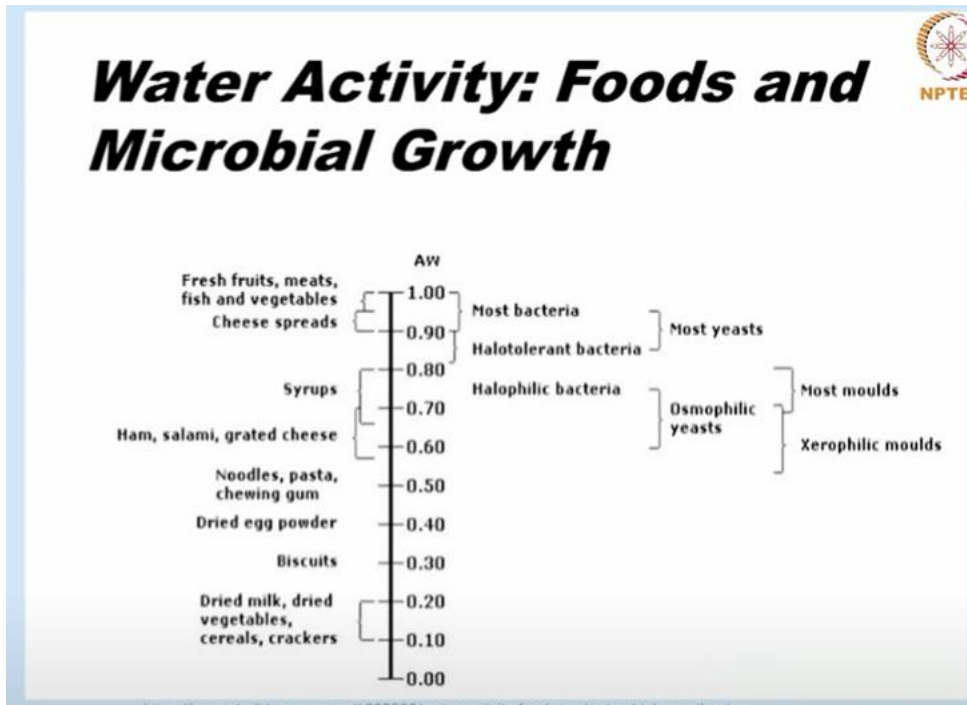 Water Activity: Foods and
Microbial Growth
NPTE
Aw
Fresh fruits, meats,
fish and vegetables
Cheese spreads
Syrups
Ham, salami, grated cheese
Noodles, pasta,
chewing gum
Dried egg powder
Biscuits
Dried milk, dried
vegetables,
cereals, crackers
1.00
0.90
0.80
0.70
0.60
0.50
0.40
0.30
0.20
0.10
0.00
Most bacteria
Halotolerant bacteria
Halophilic bacteria
Most yeasts
Osmophilic
yeasts
Most moulds
Xerophilic moulds